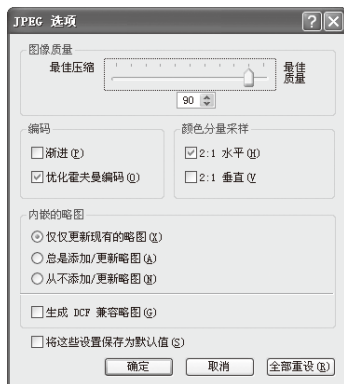 JPEG 选项
图像质量
最佳压缩
最佳质量
90
编码
渐进(P)
优化霍夫曼编码(O)
颜色分量采样
2:1 水平(H)
2:1 垂直(V
内嵌的略图
仅仅更新现有的略图(X)
总是添加/更新略图(A)
从不添加/更新略图(N)
生成 DCF 兼容略图(G)
将这些设置保存为默认值(S)
确定 取消 全部重设(R)